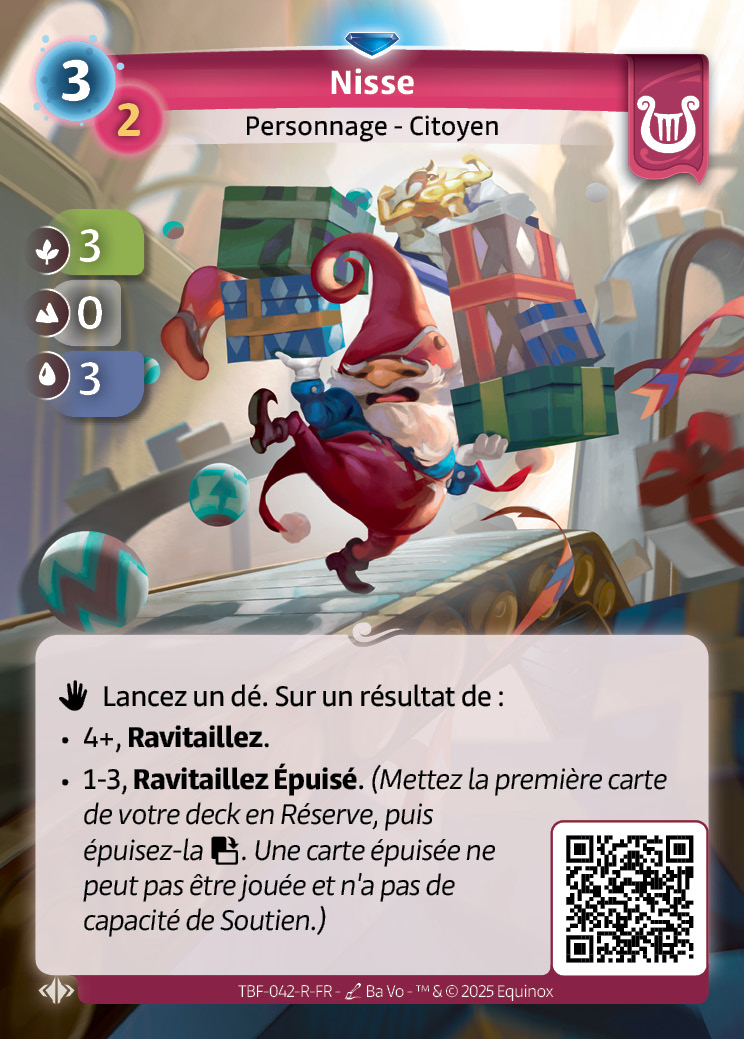 3
Nisse
2
Personnage - Citoyen
3
0
3
Lancez un dé. Sur un résultat de :
• 4+, Ravitaillez.
• 1-3, Ravitaillez Épuisé. (Mettez la première carte
de votre deck en Réserve, puis
épuisez-la . Une carte épuisée ne
peut pas être jouée et n'a pas de
capacité de Soutien.)
TBF-042-R-FR - Ba Vo - ™ & © 2025 Equinox